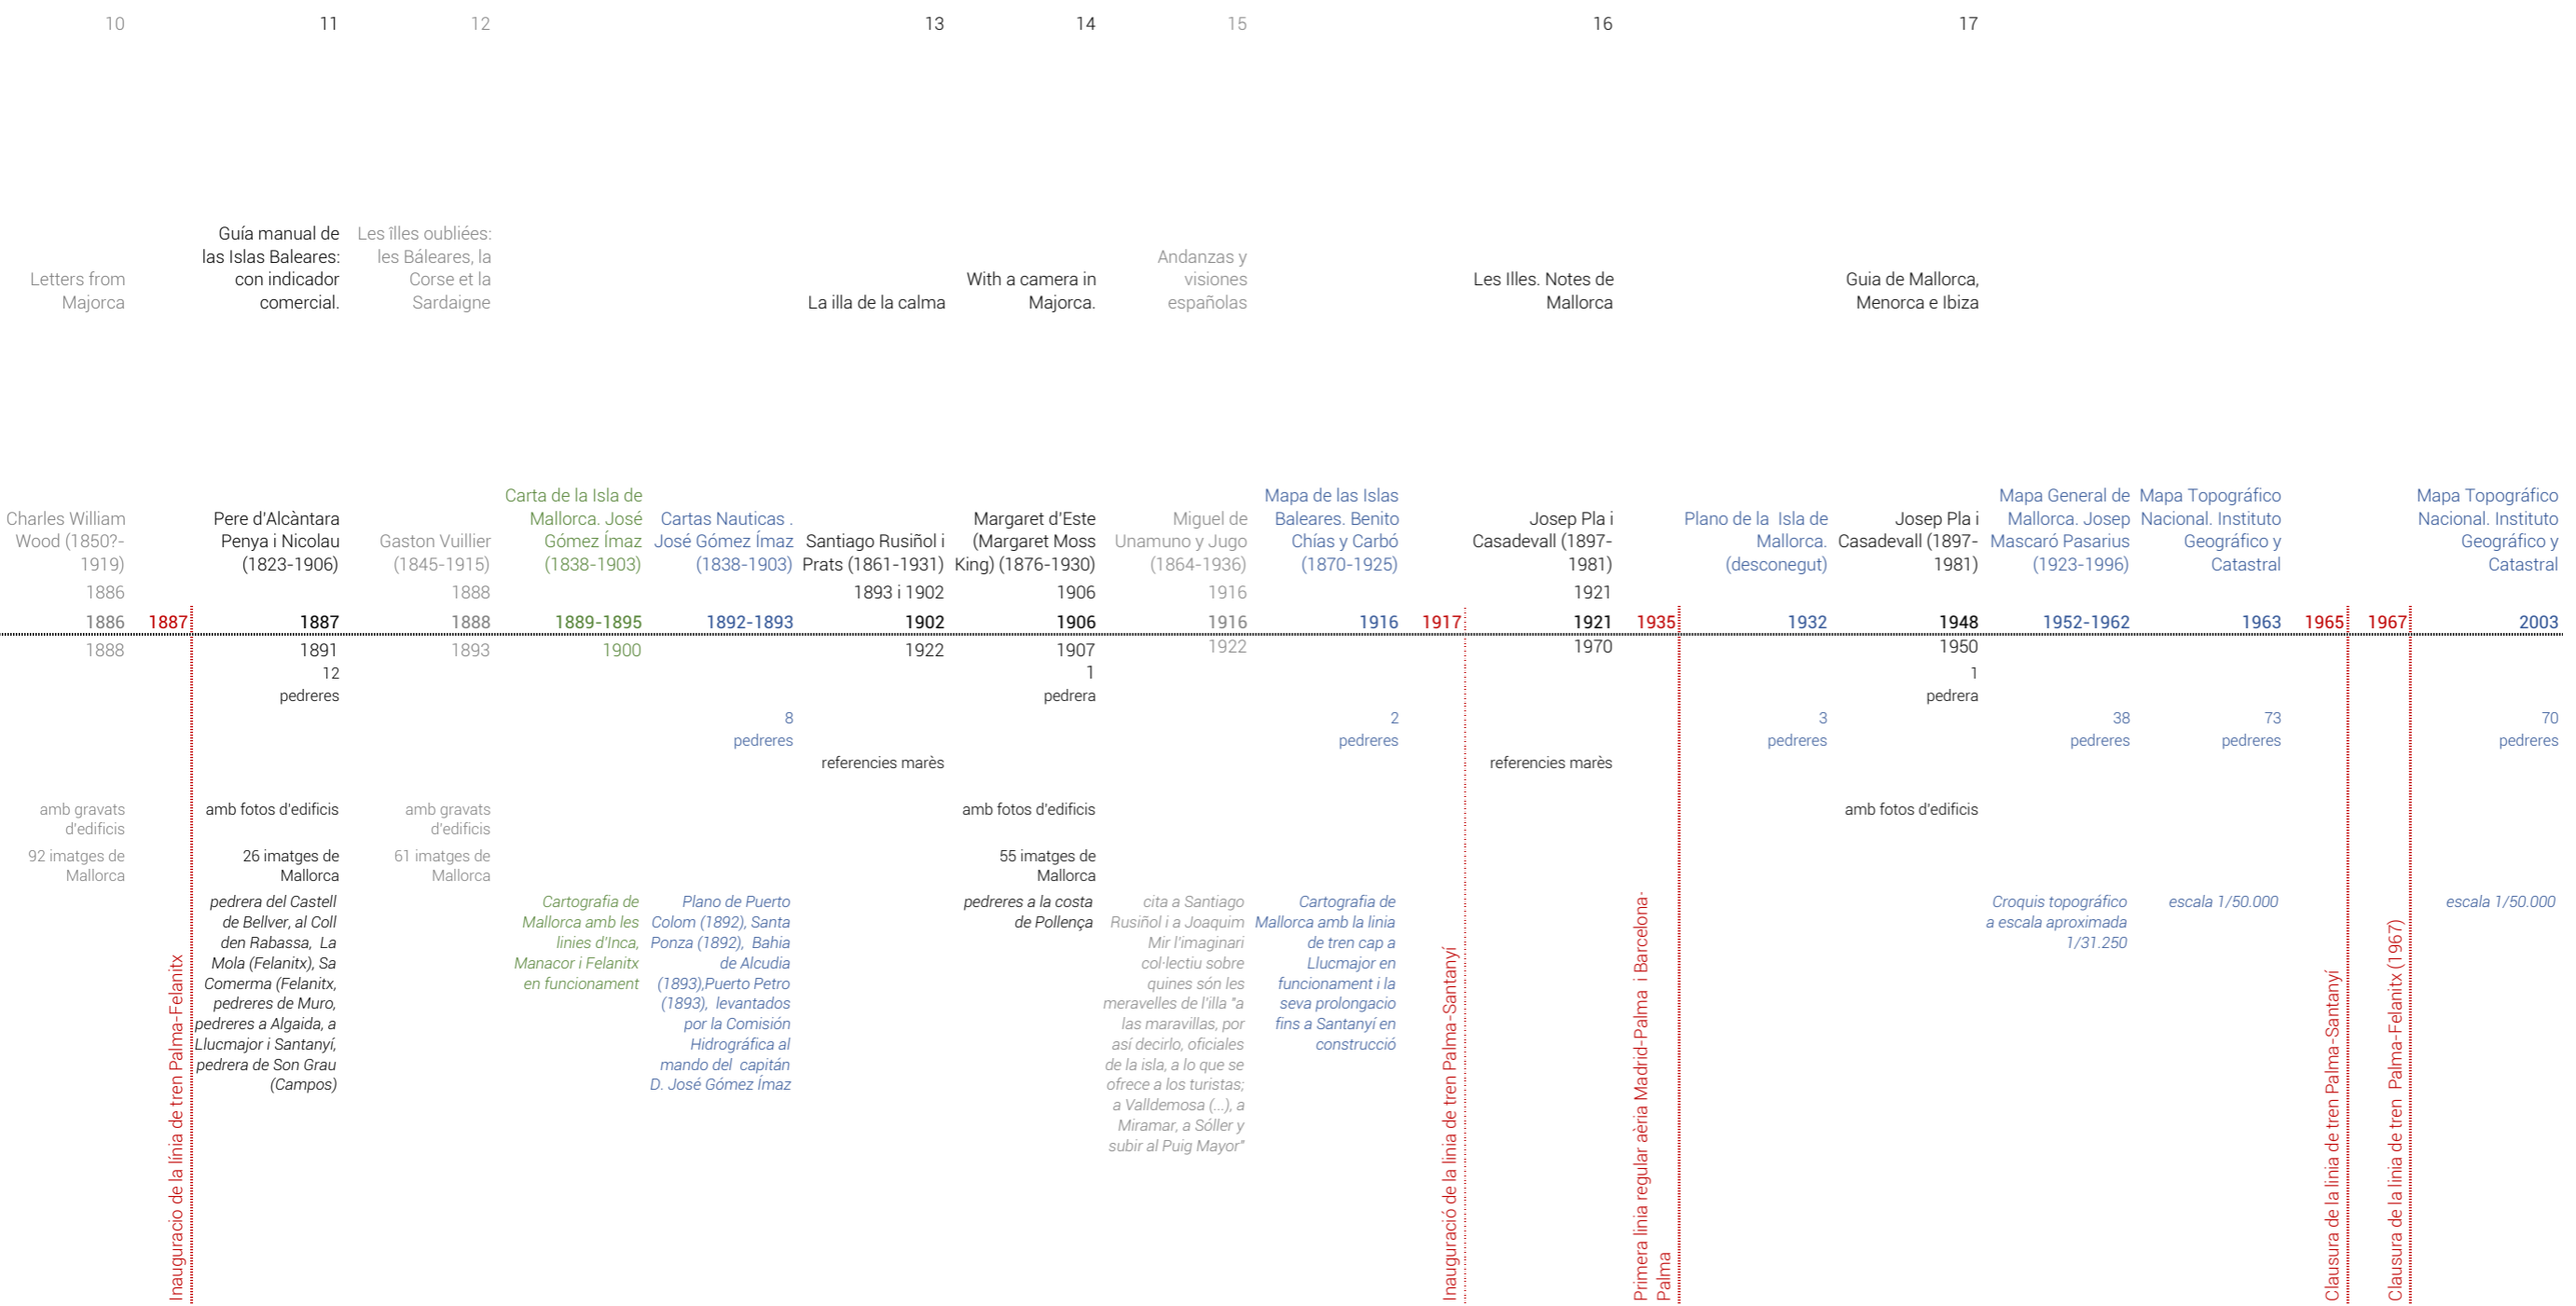 10
11
12
13
14
15
16
17
Letters from
Majorca
Guía manual de
las Islas Baleares:
con indicador
comercial.
Les îlles oubliées:
les Báleares, la
Corse et la
Sardaigne
La illa de la calma
With a camera in
Majorca.
Andanzas y
visiones
españolas
Les Illes. Notes de
Mallorca
Guia de Mallorca,
Menorca e Ibiza
Charles William
Wood (1850?-
1919)
1886
1886
1888
amb gravats
d'edificis
92 imatges de
Mallorca
1887
Inauguracio de la línia de tren Palma-Felanitx
Pere d'Alcàntara
Penya i Nicolau
(1823-1906)
1887
1891
12
pedreres
amb fotos d'edificis
26 imatges de
Mallorca
pedrera del Castell
de Bellver, al Coll
den Rabassa, La
Mola (Felanitx), Sa
Comerma (Felanitx,
pedreres de Muro,
pedreres a Algaida, a
Llucmajor i Santanyí,
pedrera de Son Grau
(Campos)
Gaston Vuillier
(1845-1915)
1888
1888
1893
amb gravats
d'edificis
61 imatges de
Mallorca
Carta de la Isla de
Mallorca. José
Gómez Ímaz
(1838-1903)
1889-1895
1900
Cartografia de
Mallorca amb les
linies d'Inca,
Manacor i Felanitx
en funcionament
Cartas Nauticas .
José Gómez Ímaz
(1838-1903)
1892-1893
8
pedreres
Plano de Puerto
Colom (1892), Santa
Ponza (1892), Bahia
de Alcudia
(1893),Puerto Petro
(1893), levantados
por la Comisión
Hidrográfica al
mando del capitán
D. José Gómez Ímaz
Santiago Rusiñol i
Prats (1861-1931)
1893 i 1902
1902
1922
referencies marès
Margaret d'Este
(Margaret Moss
King) (1876-1930)
1906
1906
1907
1
pedrera
amb fotos d'edificis
55 imatges de
Mallorca
pedreres a la costa
de Pollença
Miguel de
Unamuno y Jugo
(1864-1936)
1916
1916
1922
cita a Santiago
Rusiñol i a Joaquim
Mir l'imaginari
col·lectiu sobre
quines són les
meravelles de l'illa "a
las maravillas, por
así decirlo, oficiales
de la isla, a lo que se
ofrece a los turistas;
a Valldemosa (...), a
Miramar, a Sóller y
subir al Puig Mayor"
Mapa de las Islas
Baleares. Benito
Chías y Carbó
(1870-1925)
1916
2
pedreres
Cartografia de
Mallorca amb la linia
de tren cap a
Llucmajor en
funcionament i la
seva prolongacio
fins a Santanyí en
construcció
1917
Inauguració de la linia de tren Palma-Santanyí
Josep Pla i
Casadevall (1897-
1981)
1921
1921
1970
referencies marès
1935
Primera linia regular aèria Madrid-Palma i Barcelona-
Palma
Plano de la Isla de
Mallorca.
(desconegut)
1932
3
pedreres
Josep Pla i
Casadevall (1897-
1981)
1948
1950
1
pedrera
amb fotos d'edificis
Mapa General de
Mallorca. Josep
Mascaró Pasarius
(1923-1996)
1952-1962
38
pedreres
Croquis topográfico
a escala aproximada
1/31.250
Mapa Topográfico
Nacional. Instituto
Geográfico y
Catastral
1963
73
pedreres
escala 1/50.000
1965
Clausura de la linia de tren Palma-Santanyí
1967
Clausura de la linia de tren Palma-Felanitx (1967)
Mapa Topográfico
Nacional. Instituto
Geográfico y
Catastral
2003
70
pedreres
escala 1/50.000